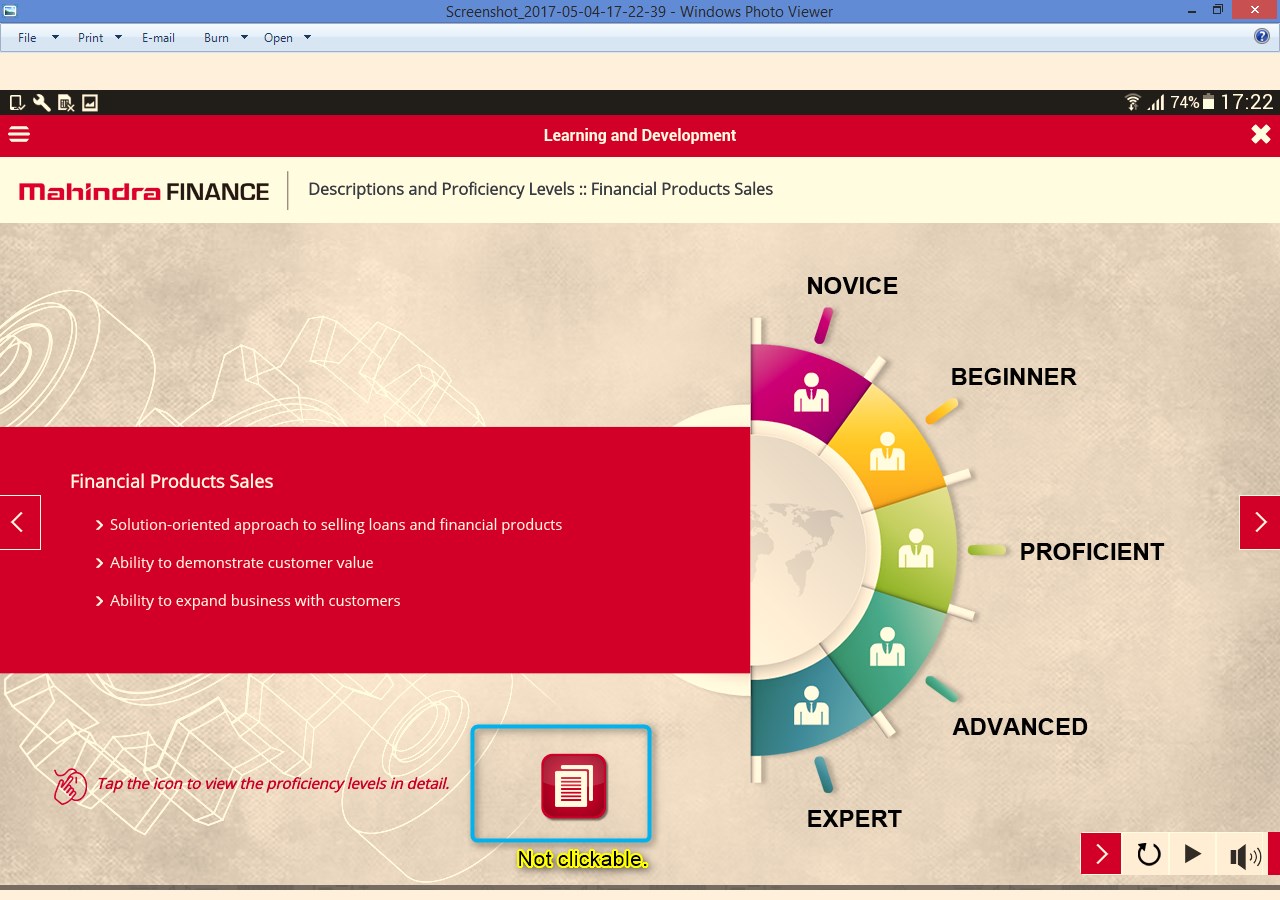 Screenshot_2017-05-04-17-22-39 - Windows Photo Viewer
File Print E-mail Burn Open
74% 17:22
Learning and Development
Mahindra FINANCE
Descriptions and Proficiency Levels :: Financial Products Sales
NOVICE
BEGINNER
Financial Products Sales
Solution-oriented approach to selling loans and financial products
Ability to demonstrate customer value
Ability to expand business with customers
PROFICIENT
ADVANCED
Tap the icon to view the proficiency levels in detail.
EXPERT
Not clickable.